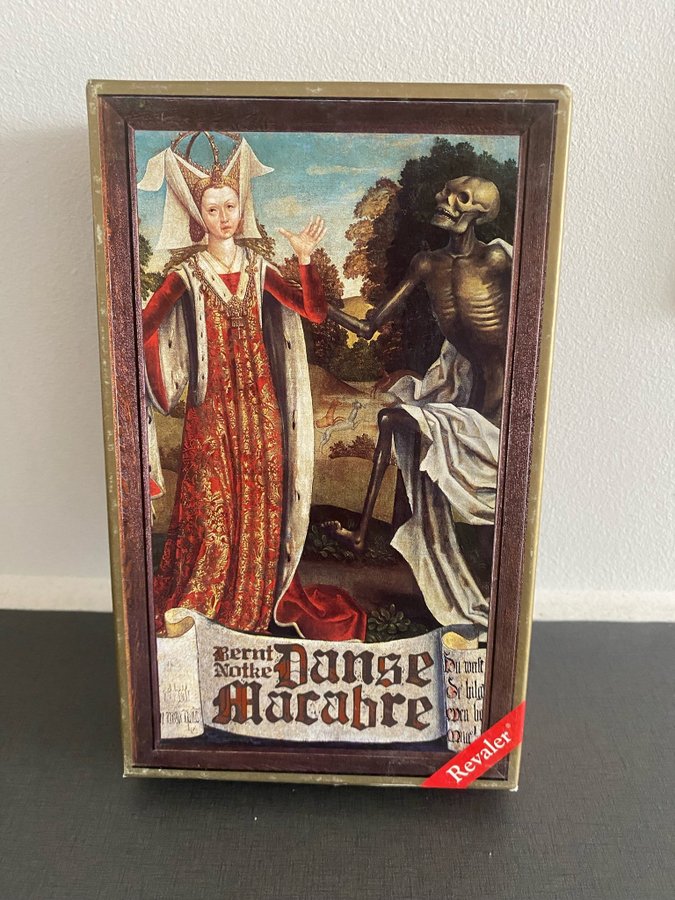 Bernt Danse
Notke
Macabre
Revaler®